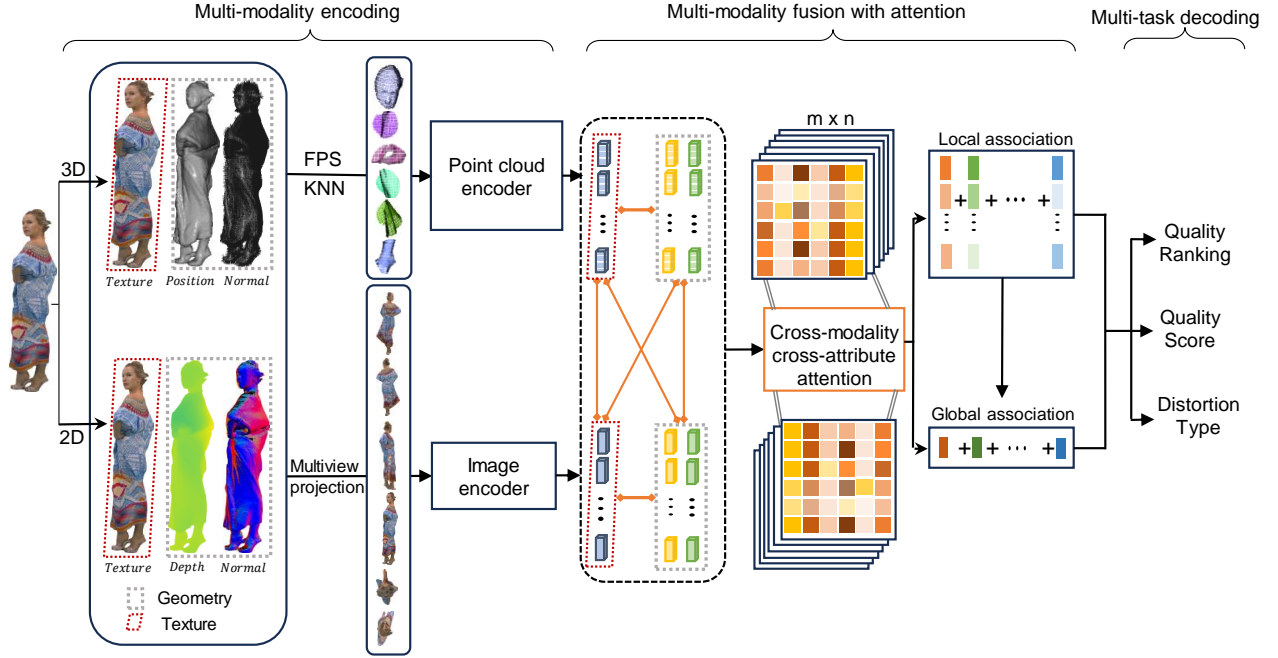 Multi-modality encoding
Multi-modality fusion with attention
Multi-task decoding
3D
Texture
Position
Normal
FPS
KNN
Point cloud
encoder
m x n
Local association
+ + ··· +
Cross-modality
cross-attribute
attention
Global association
+ + ··· +
Quality
Ranking
Quality
Score
Distortion
Type
2D
Texture
Depth
Normal
Multiview
projection
Image
encoder
Geometry
Texture